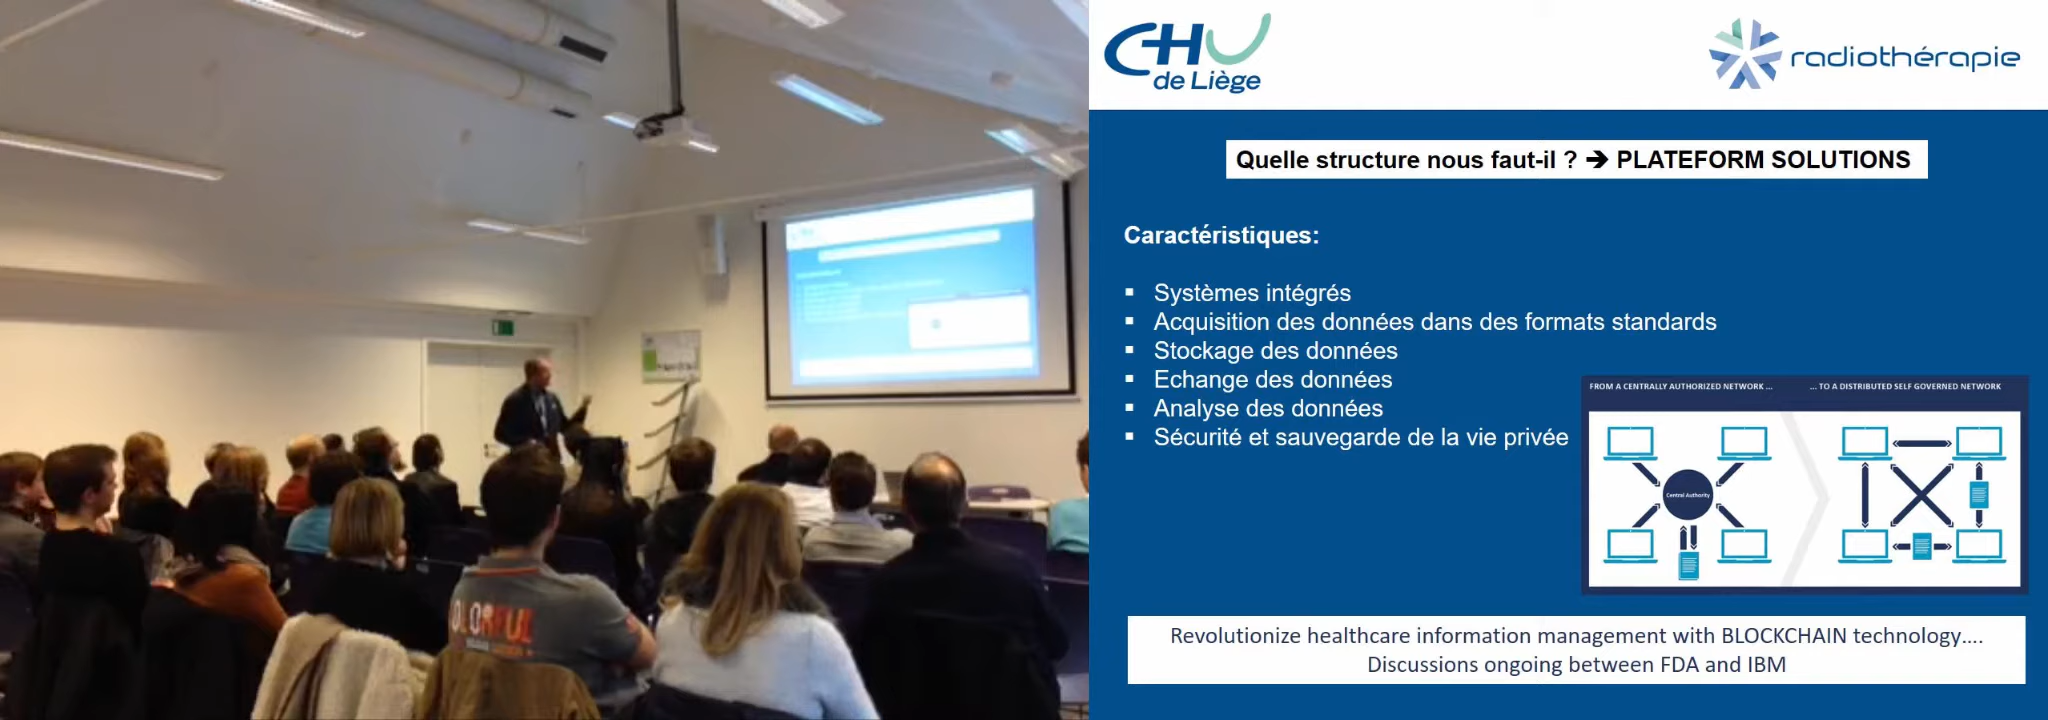 OLORFUL
CHU
de Liège
radiothérapie
Quelle structure nous faut-il ? ➔ PLATEFORM SOLUTIONS
Caractéristiques:
▪ Systèmes intégrés
▪ Acquisition des données dans des formats standards
▪ Stockage des données
▪ Echange des données
▪ Analyse des données
▪ Sécurité et sauvegarde de la vie privée
FROM A CENTRALLY AUTHORIZED NETWORK ...
... TO A DISTRIBUTED SELF GOVERNED NETWORK
Central Authority
Revolutionize healthcare information management with BLOCKCHAIN technology....
Discussions ongoing between FDA and IBM